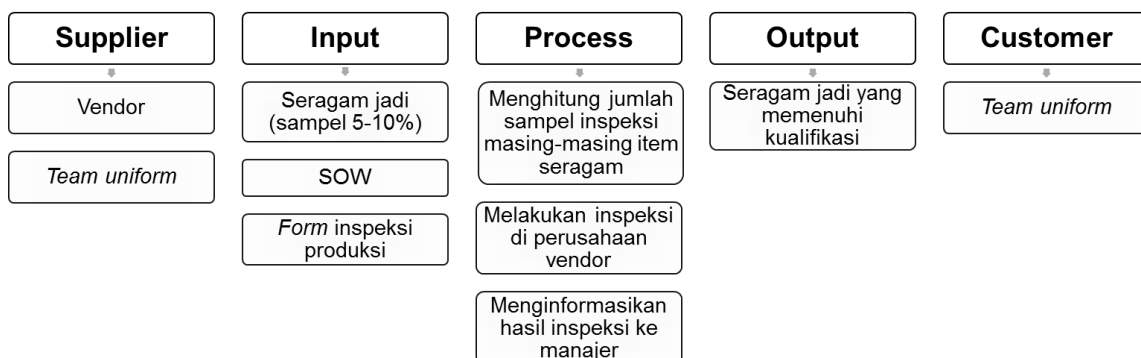 Supplier
Vendor
Team uniform
Input
Seragam jadi
(sampel 5-10%)
SOW
Form inspeksi
produksi
Process
Menghitung jumlah
sampel inspeksi
masing-masing item
seragam
Melakukan inspeksi
di perusahaan
vendor
Menginformasikan
hasil inspeksi ke
manajer
Output
Seragam jadi yang
memenuhi
kualifikasi
Customer
Team uniform